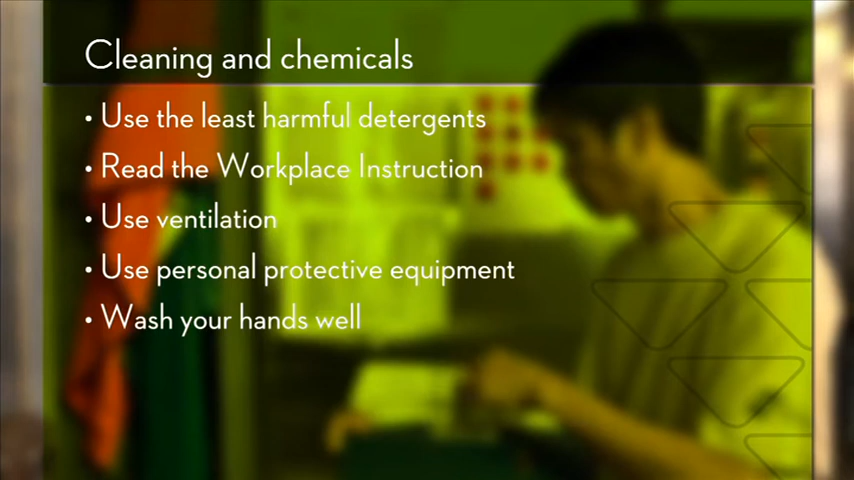 Cleaning and chemicals
• Use the least harmful detergents
• Read the Workplace Instruction
• Use ventilation
• Use personal protective equipment
• Wash your hands well